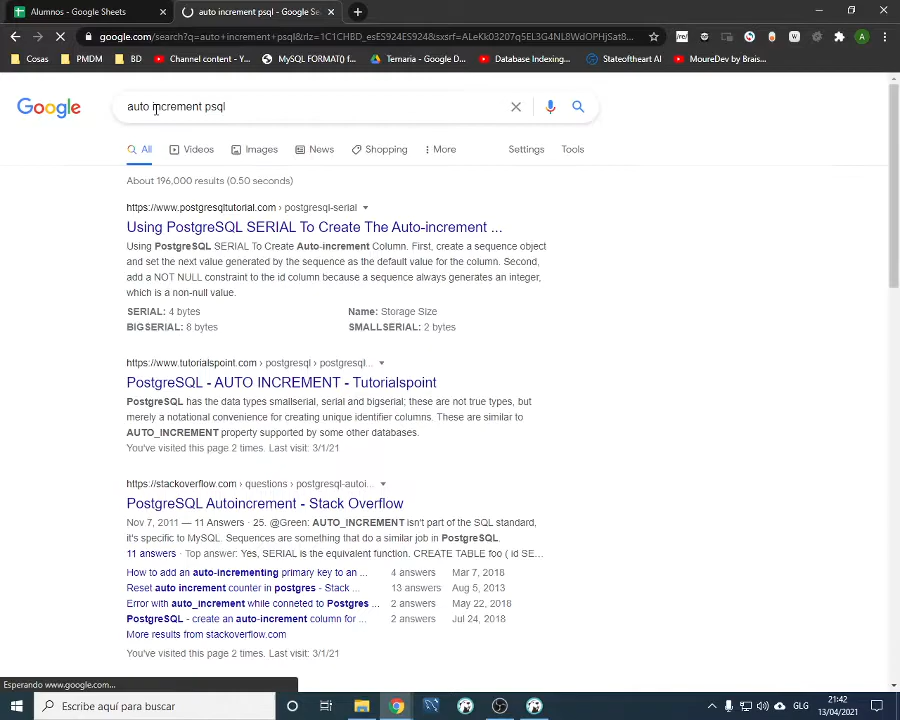 Alumnos - Google Sheets
auto increment psql - Google Se
google.com/search?q=auto+increment+psql&rlz=1C1CHBD_esES924ES924&sxsrf=ALeKk03207q5EL3G4NL8WdOPHjSat8...
Cosas
PMDM
BD
Channel content - Y...
MySQL FORMAT() f...
Temaria - Google D...
Database Indexing...
Stateoftheart AI
MoureDev by Brais...
Google
auto increment psql
All
Videos
Images
News
Shopping
More
Settings
Tools
About 196,000 results (0.50 seconds)
https://www.postgresqltutorial.com › postgresql-serial
Using PostgreSQL SERIAL To Create The Auto-increment ...
Using PostgreSQL SERIAL To Create Auto-increment Column. First, create a sequence object
and set the next value generated by the sequence as the default value for the column. Second,
add a NOT NULL constraint to the id column because a sequence always generates an integer,
which is a non-null value.
SERIAL: 4 bytes
Name: Storage Size
BIGSERIAL: 8 bytes
SMALLSERIAL: 2 bytes
https://www.tutorialspoint.com › postgresql › postgresql...
PostgreSQL - AUTO INCREMENT - Tutorialspoint
PostgreSQL has the data types smallserial, serial and bigserial; these are not true types, but
merely a notational convenience for creating unique identifier columns. These are similar to
AUTO_INCREMENT property supported by some other databases.
You've visited this page 2 times. Last visit: 3/1/21
https://stackoverflow.com › questions › postgresql-autoi...
PostgreSQL Autoincrement - Stack Overflow
Nov 7, 2011 — 11 Answers · 25. @Green: AUTO_INCREMENT isn't part of the SQL standard,
it's specific to MySQL. Sequences are something that do a similar job in PostgreSQL.
11 answers · Top answer: Yes, SERIAL is the equivalent function. CREATE TABLE foo ( id SE...
How to add an auto-incrementing primary key to an ...
4 answers
Mar 7, 2018
Reset auto increment counter in postgres - Stack ...
13 answers
Aug 5, 2013
Error with auto_increment while conneted to Postgres ...
2 answers
May 22, 2018
PostgreSQL - create an auto-increment column for ...
2 answers
Jul 24, 2018
More results from stackoverflow.com
You've visited this page 2 times. Last visit: 3/1/21
Esperando www.google.com...
Escribe aquí para buscar
GLG
21:42
13/04/2021